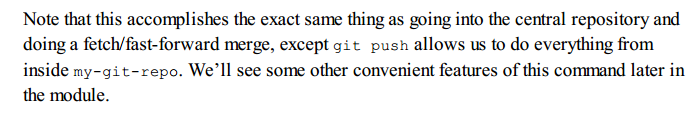 Note that this accomplishes the exact same thing as going into the central repository and
doing a fetch/fast-forward merge, except git push allows us to do everything from
inside my-git-repo. We’ll see some other convenient features of this command later in
the module.